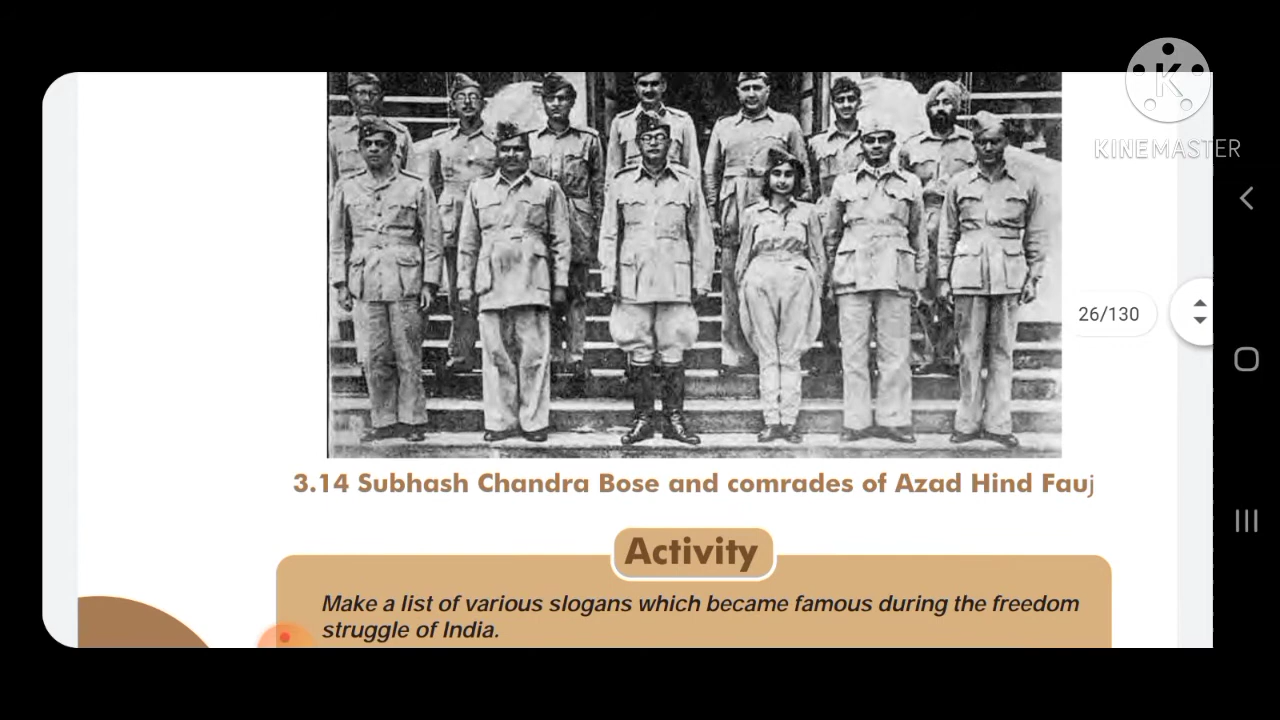 KINEMASTER
26/130
3.14 Subhash Chandra Bose and comrades of Azad Hind Fauj
Activity
Make a list of various slogans which became famous during the freedom
struggle of India.